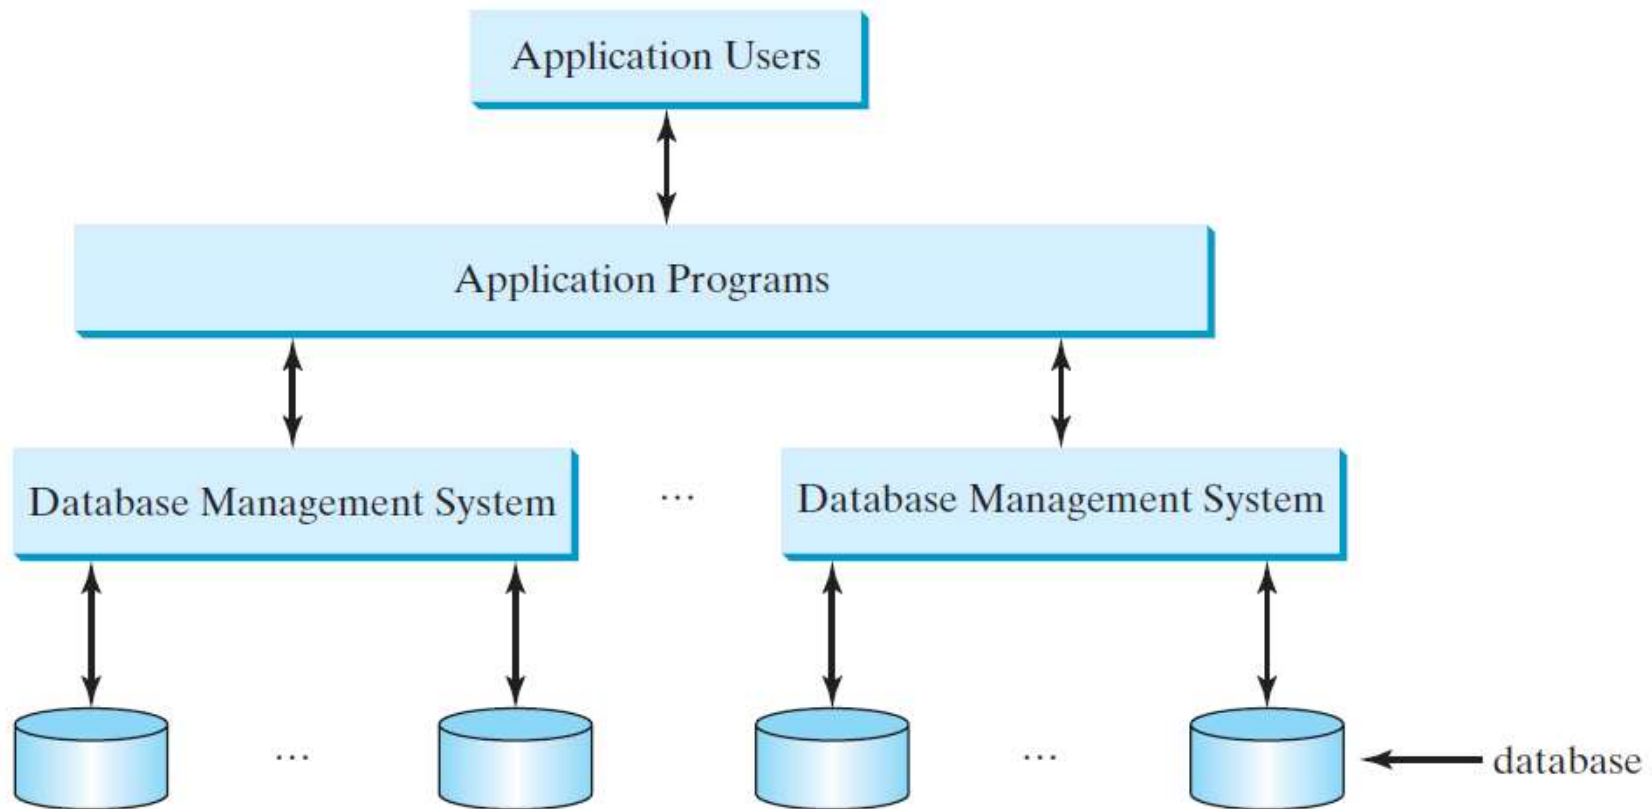 Application Users
Application Programs
Database Management System
...
Database Management System
...
...
database